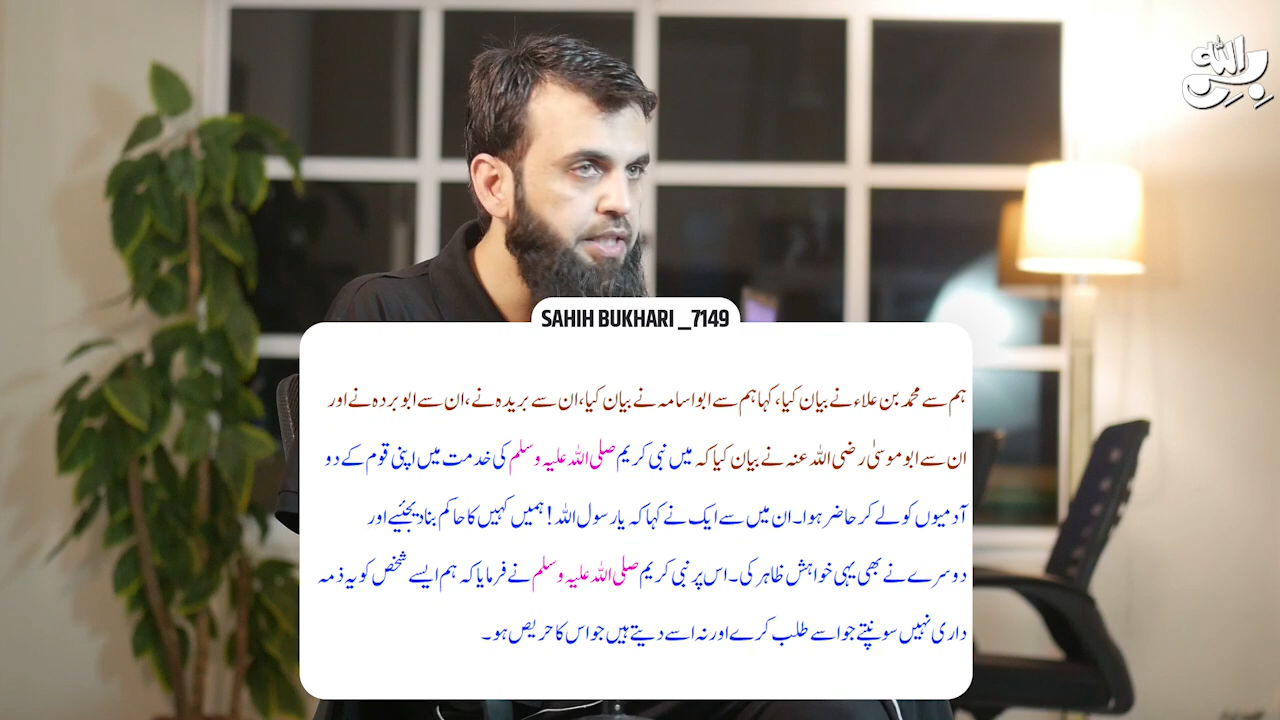 بسم الله
SAHIH BUKHARI _7149
ہم سے محمد بن علاء نے بیان کیا، کہا ہم سے ابواسامہ نے بیان کیا، ان سے بریدہ نے، ان سے ابوبردہ نے اور
ان سے ابوموسیٰ رضی اللہ عنہ نے بیان کیا کہ میں نبی کریم صلی اللہ علیہ وسلم کی خدمت میں اپنی قوم کے دو
آدمیوں کو لے کر حاضر ہوا۔ ان میں سے ایک نے کہا کہ یا رسول اللہ! ہمیں کہیں کا حاکم بنا دیجئیے اور
دوسرے نے بھی یہی خواہش ظاہر کی۔ اس پر نبی کریم صلی اللہ علیہ وسلم نے فرمایا کہ ہم ایسے شخص کو یہ ذمہ
داری نہیں سونپتے جو اسے طلب کرے اور نہ اسے دیتے ہیں جو اس کا حریص ہو۔